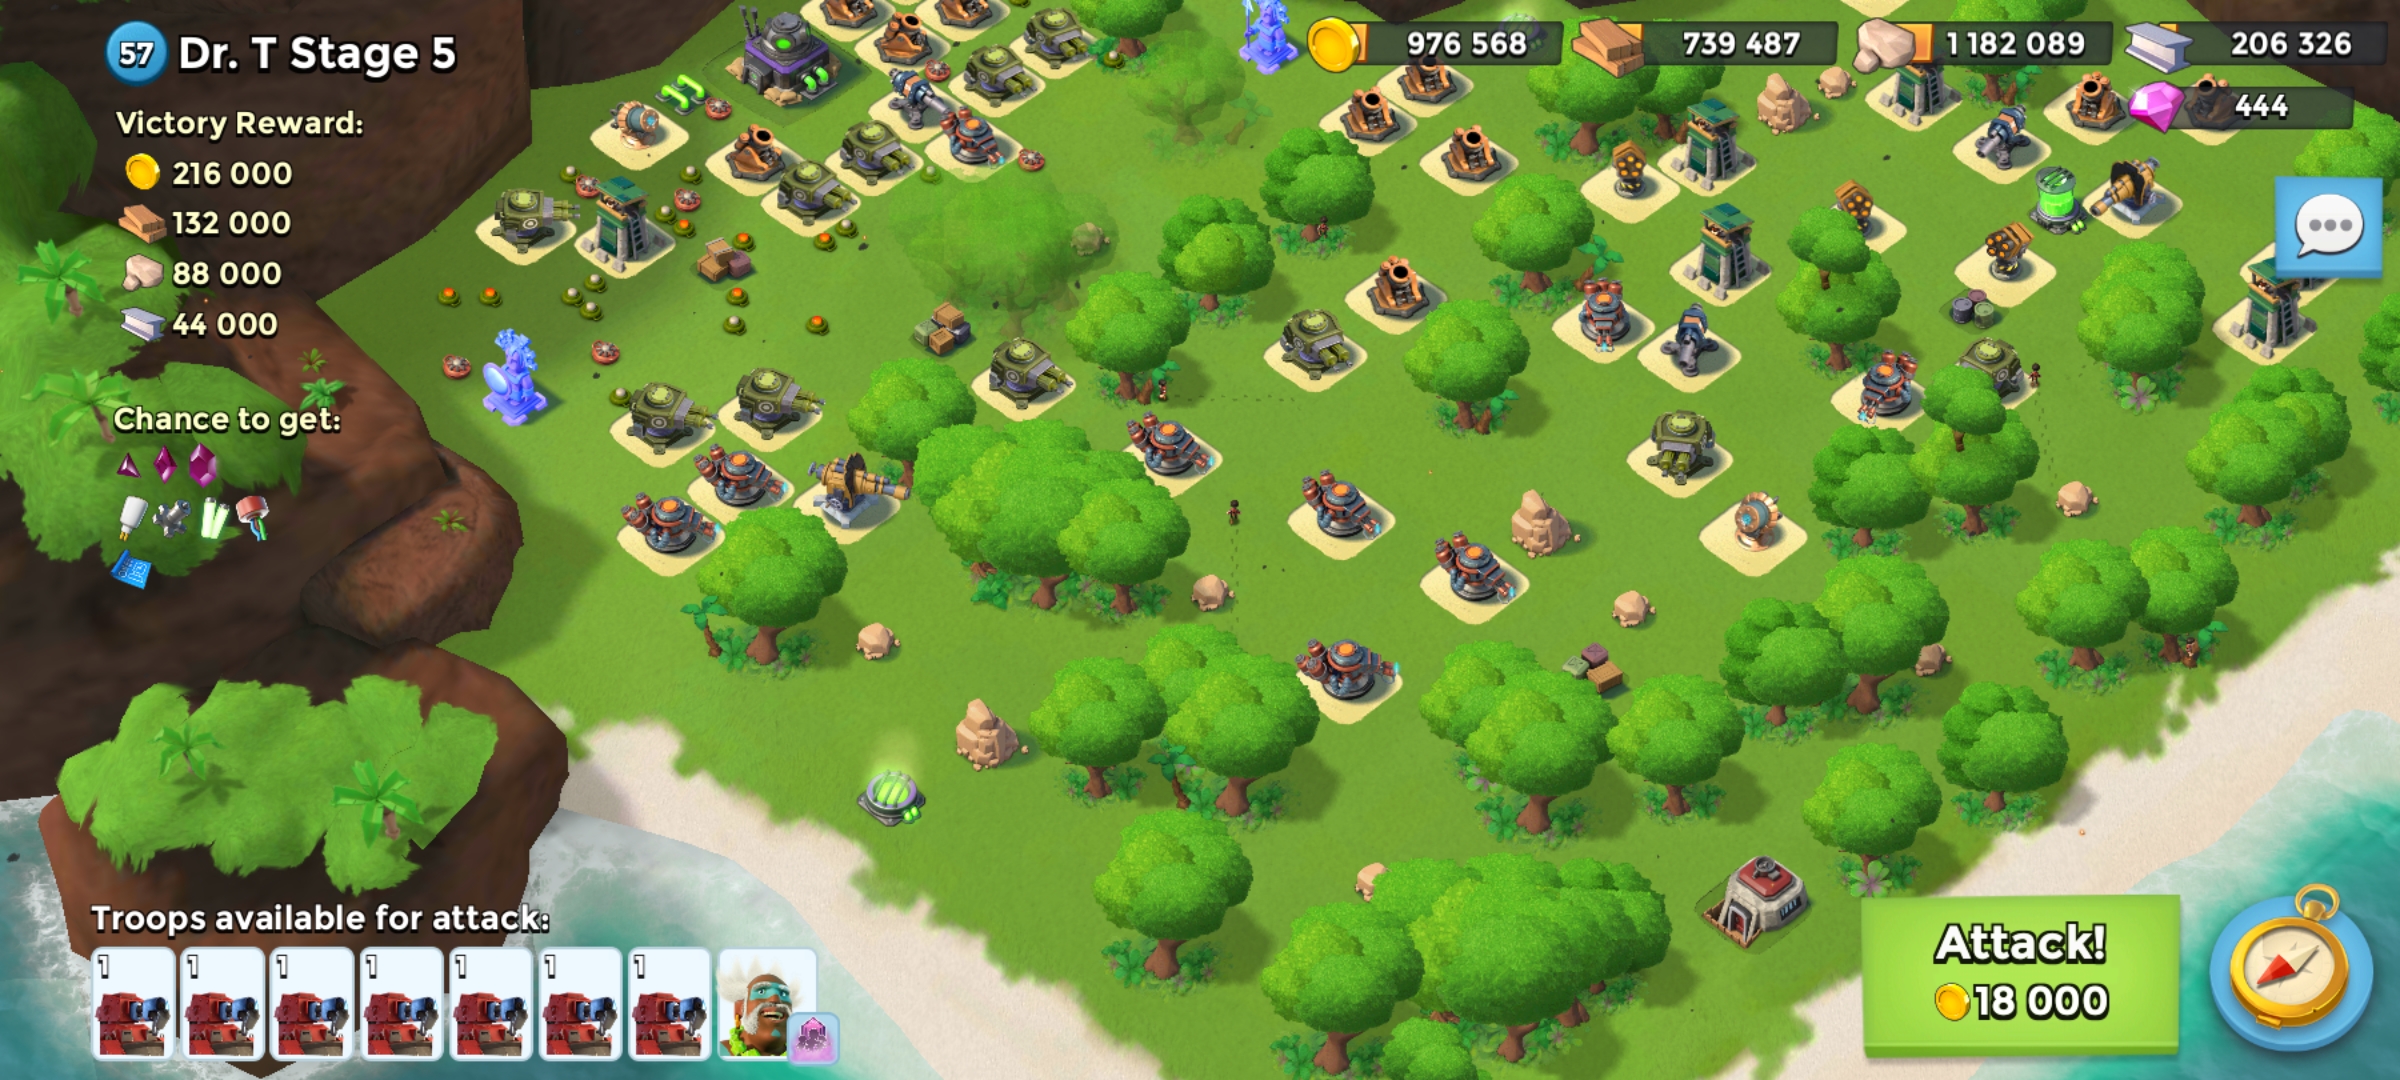 57 Dr. T Stage 5
976 568
739 487
1 182 089
206 326
444
Victory Reward:
216 000
132 000
88 000
44 000
Chance to get:
Troops available for attack:
1 1 1 1 1 1 1
Attack!
18 000